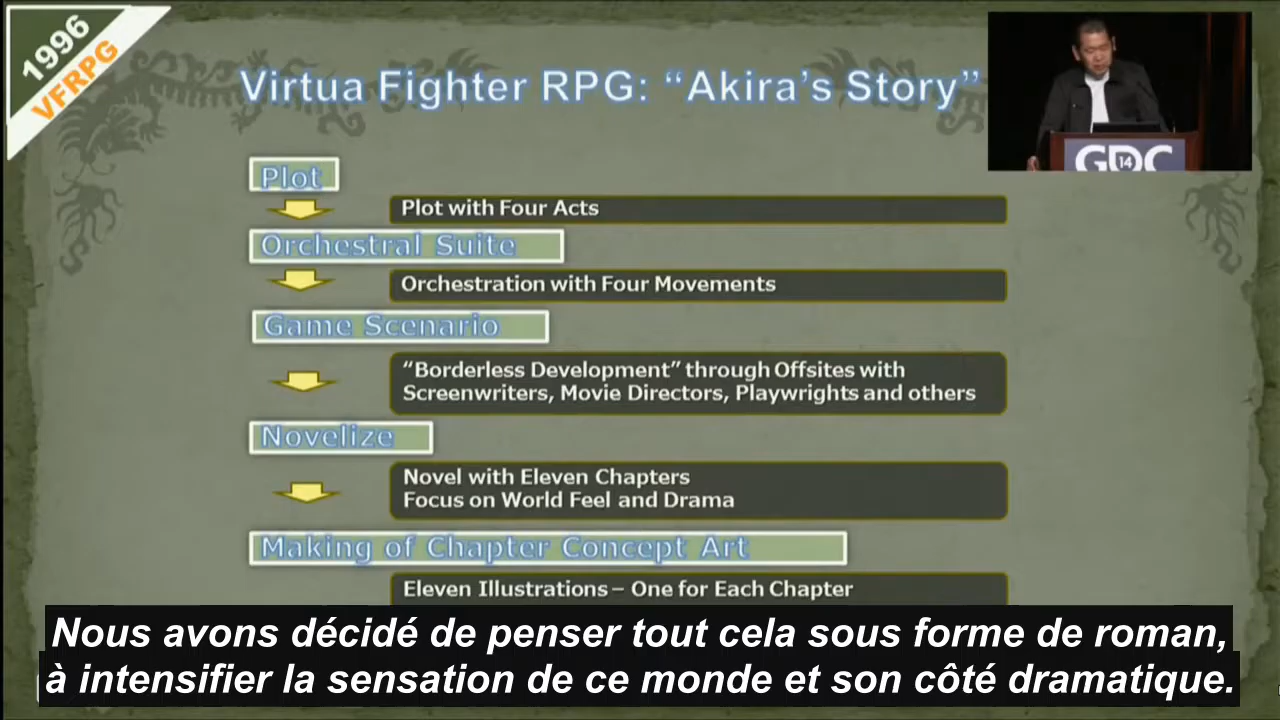 1996
VFRPG
Virtua Fighter RPG: “Akira’s Story”
GDC
14
Plot
Plot with Four Acts
Orchestral Suite
Orchestration with Four Movements
Game Scenario
“Borderless Development” through Offsites with
Screenwriters, Movie Directors, Playwrights and others
Novelize
Novel with Eleven Chapters
Focus on World Feel and Drama
Making of Chapter Concept Art
Eleven Illustrations – One for Each Chapter
Nous avons décidé de penser tout cela sous forme de roman,
à intensifier la sensation de ce monde et son côté dramatique.